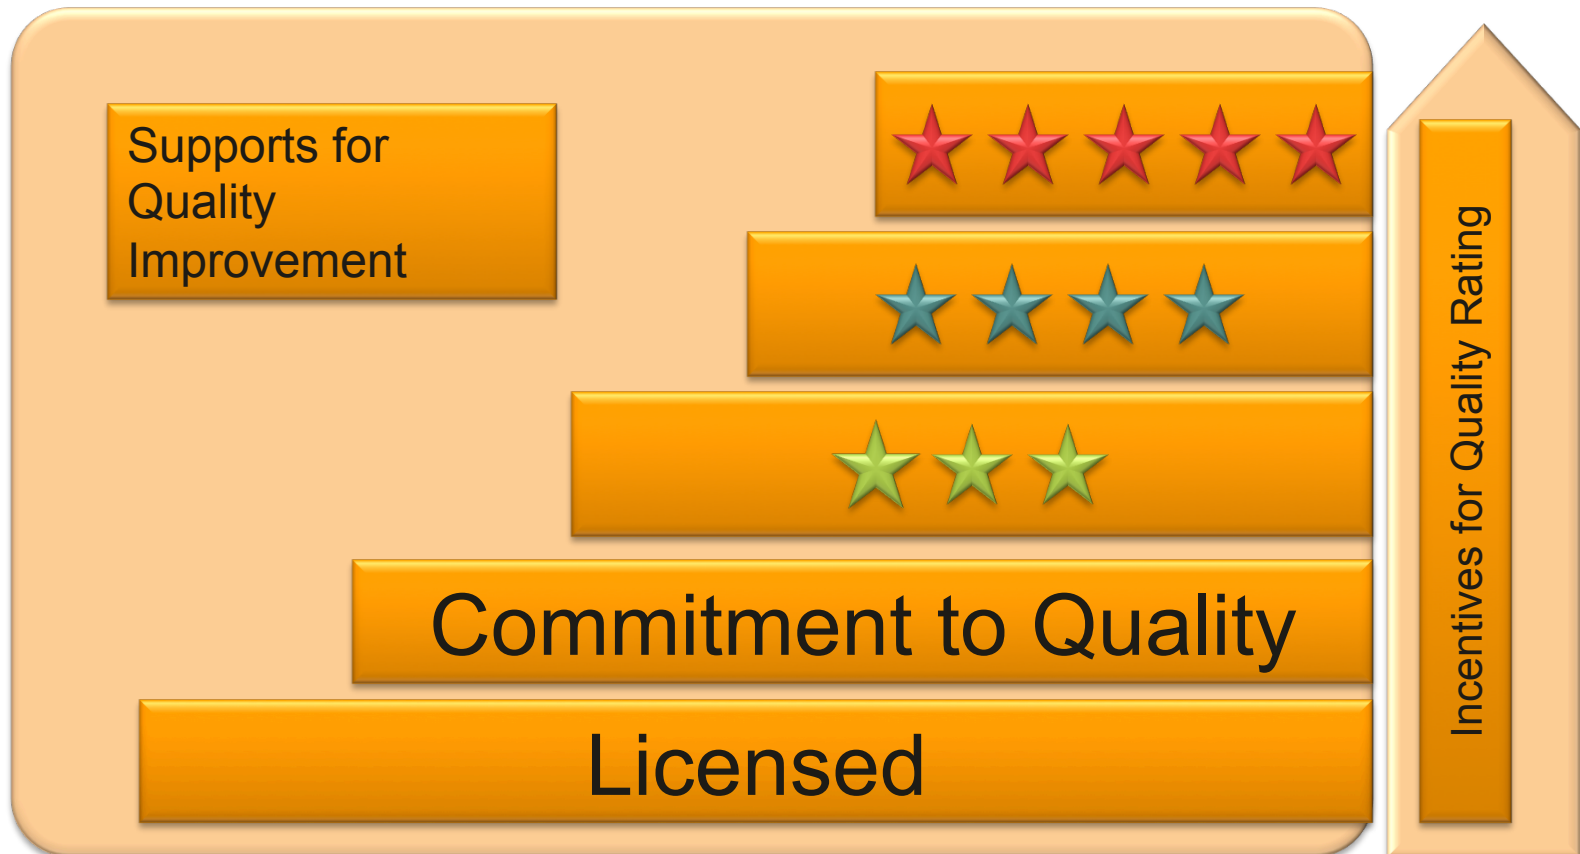 Supports for
Quality
Improvement
Commitment to Quality
Licensed
Incentives for Quality Rating